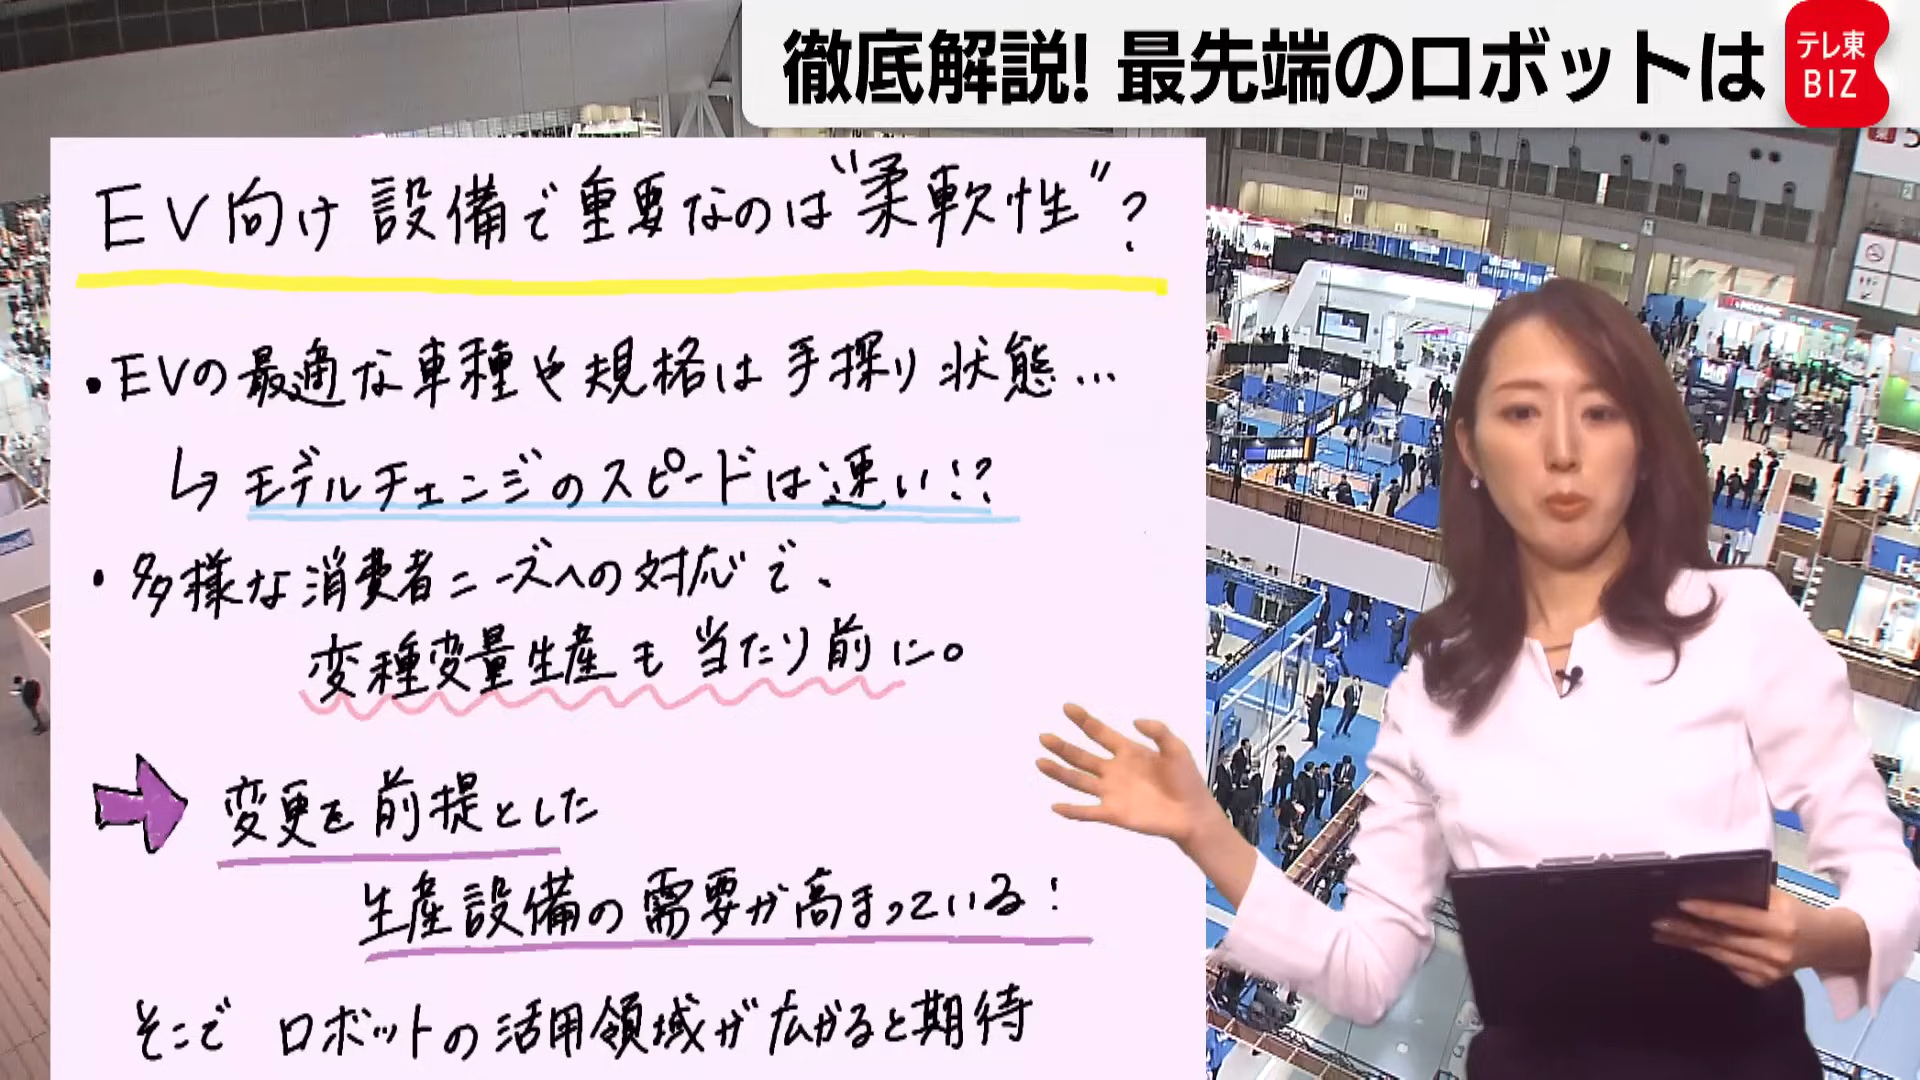 徹底解説! 最先端のロボットは
テレ東
BIZ
EV向け設備で重要なのは“柔軟性”?
・EVの最適な車種や規格は手探り状態…
↳モデルチェンジのスピードは速い!?
・多様な消費者ニーズへの対応で、
変種変量生産も当たり前に。
変更を前提とした
生産設備の需要が高まっている!
そこでロボットの活用領域が広がると期待